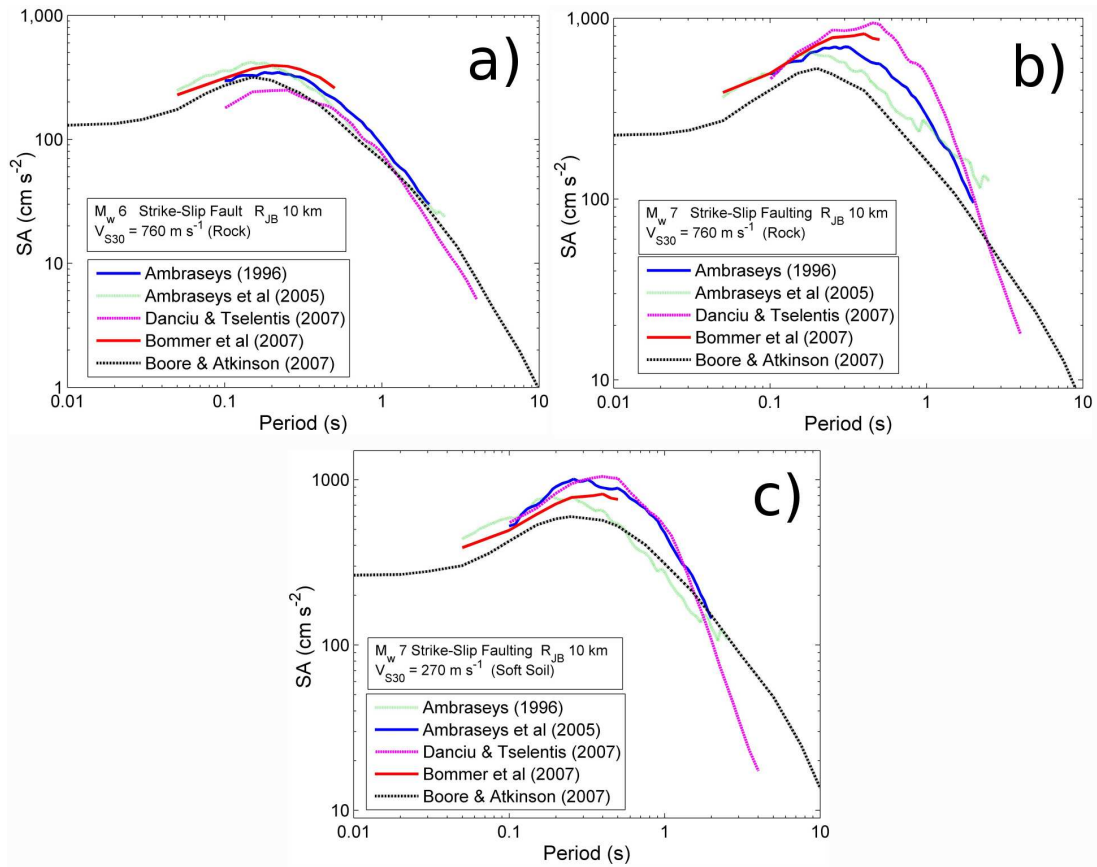 a)
1,000
100
10
1
SA (cm s⁻²)
M_w 6 Strike-Slip Fault R_JB 10 km
V_S30 = 760 m s⁻¹ (Rock)
Ambraseys (1996)
Ambraseys et al (2005)
Danciu & Tselentis (2007)
Bommer et al (2007)
Boore & Atkinson (2007)
0.01 0.1 1 10
Period (s)
b)
1,000
100
10
SA (cm s⁻²)
M_w 7 Strike-Slip Faulting R_JB 10 km
V_S30 = 760 m s⁻¹ (Rock)
Ambraseys (1996)
Ambraseys et al (2005)
Danciu & Tselentis (2007)
Bommer et al (2007)
Boore & Atkinson (2007)
0.01 0.1 1 10
Period (s)
c)
1000
100
10
SA (cm s⁻²)
M_w 7 Strike-Slip Faulting R_JB 10 km
V_S30 = 270 m s⁻¹ (Soft Soil)
Ambraseys (1996)
Ambraseys et al (2005)
Danciu & Tselentis (2007)
Bommer et al (2007)
Boore & Atkinson (2007)
0.01 0.1 1 10
Period (s)